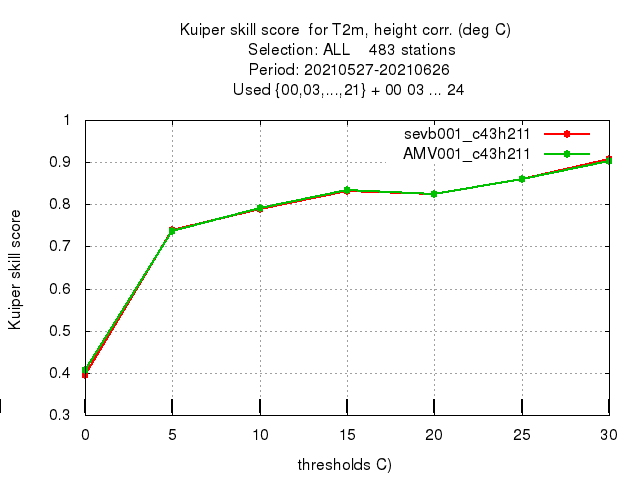 Kuiper skill score  for T2m, height corr. (deg C)
Selection: ALL    483 stations
Period: 20210527-20210626
Used {00,03,...,21} + 00 03 ... 24
sevb001_c43h211
AMV001_c43h211
1
0.9
0.8
0.7
0.6
0.5
0.4
0.3
Kuiper skill score
0 5 10 15 20 25 30
thresholds C)